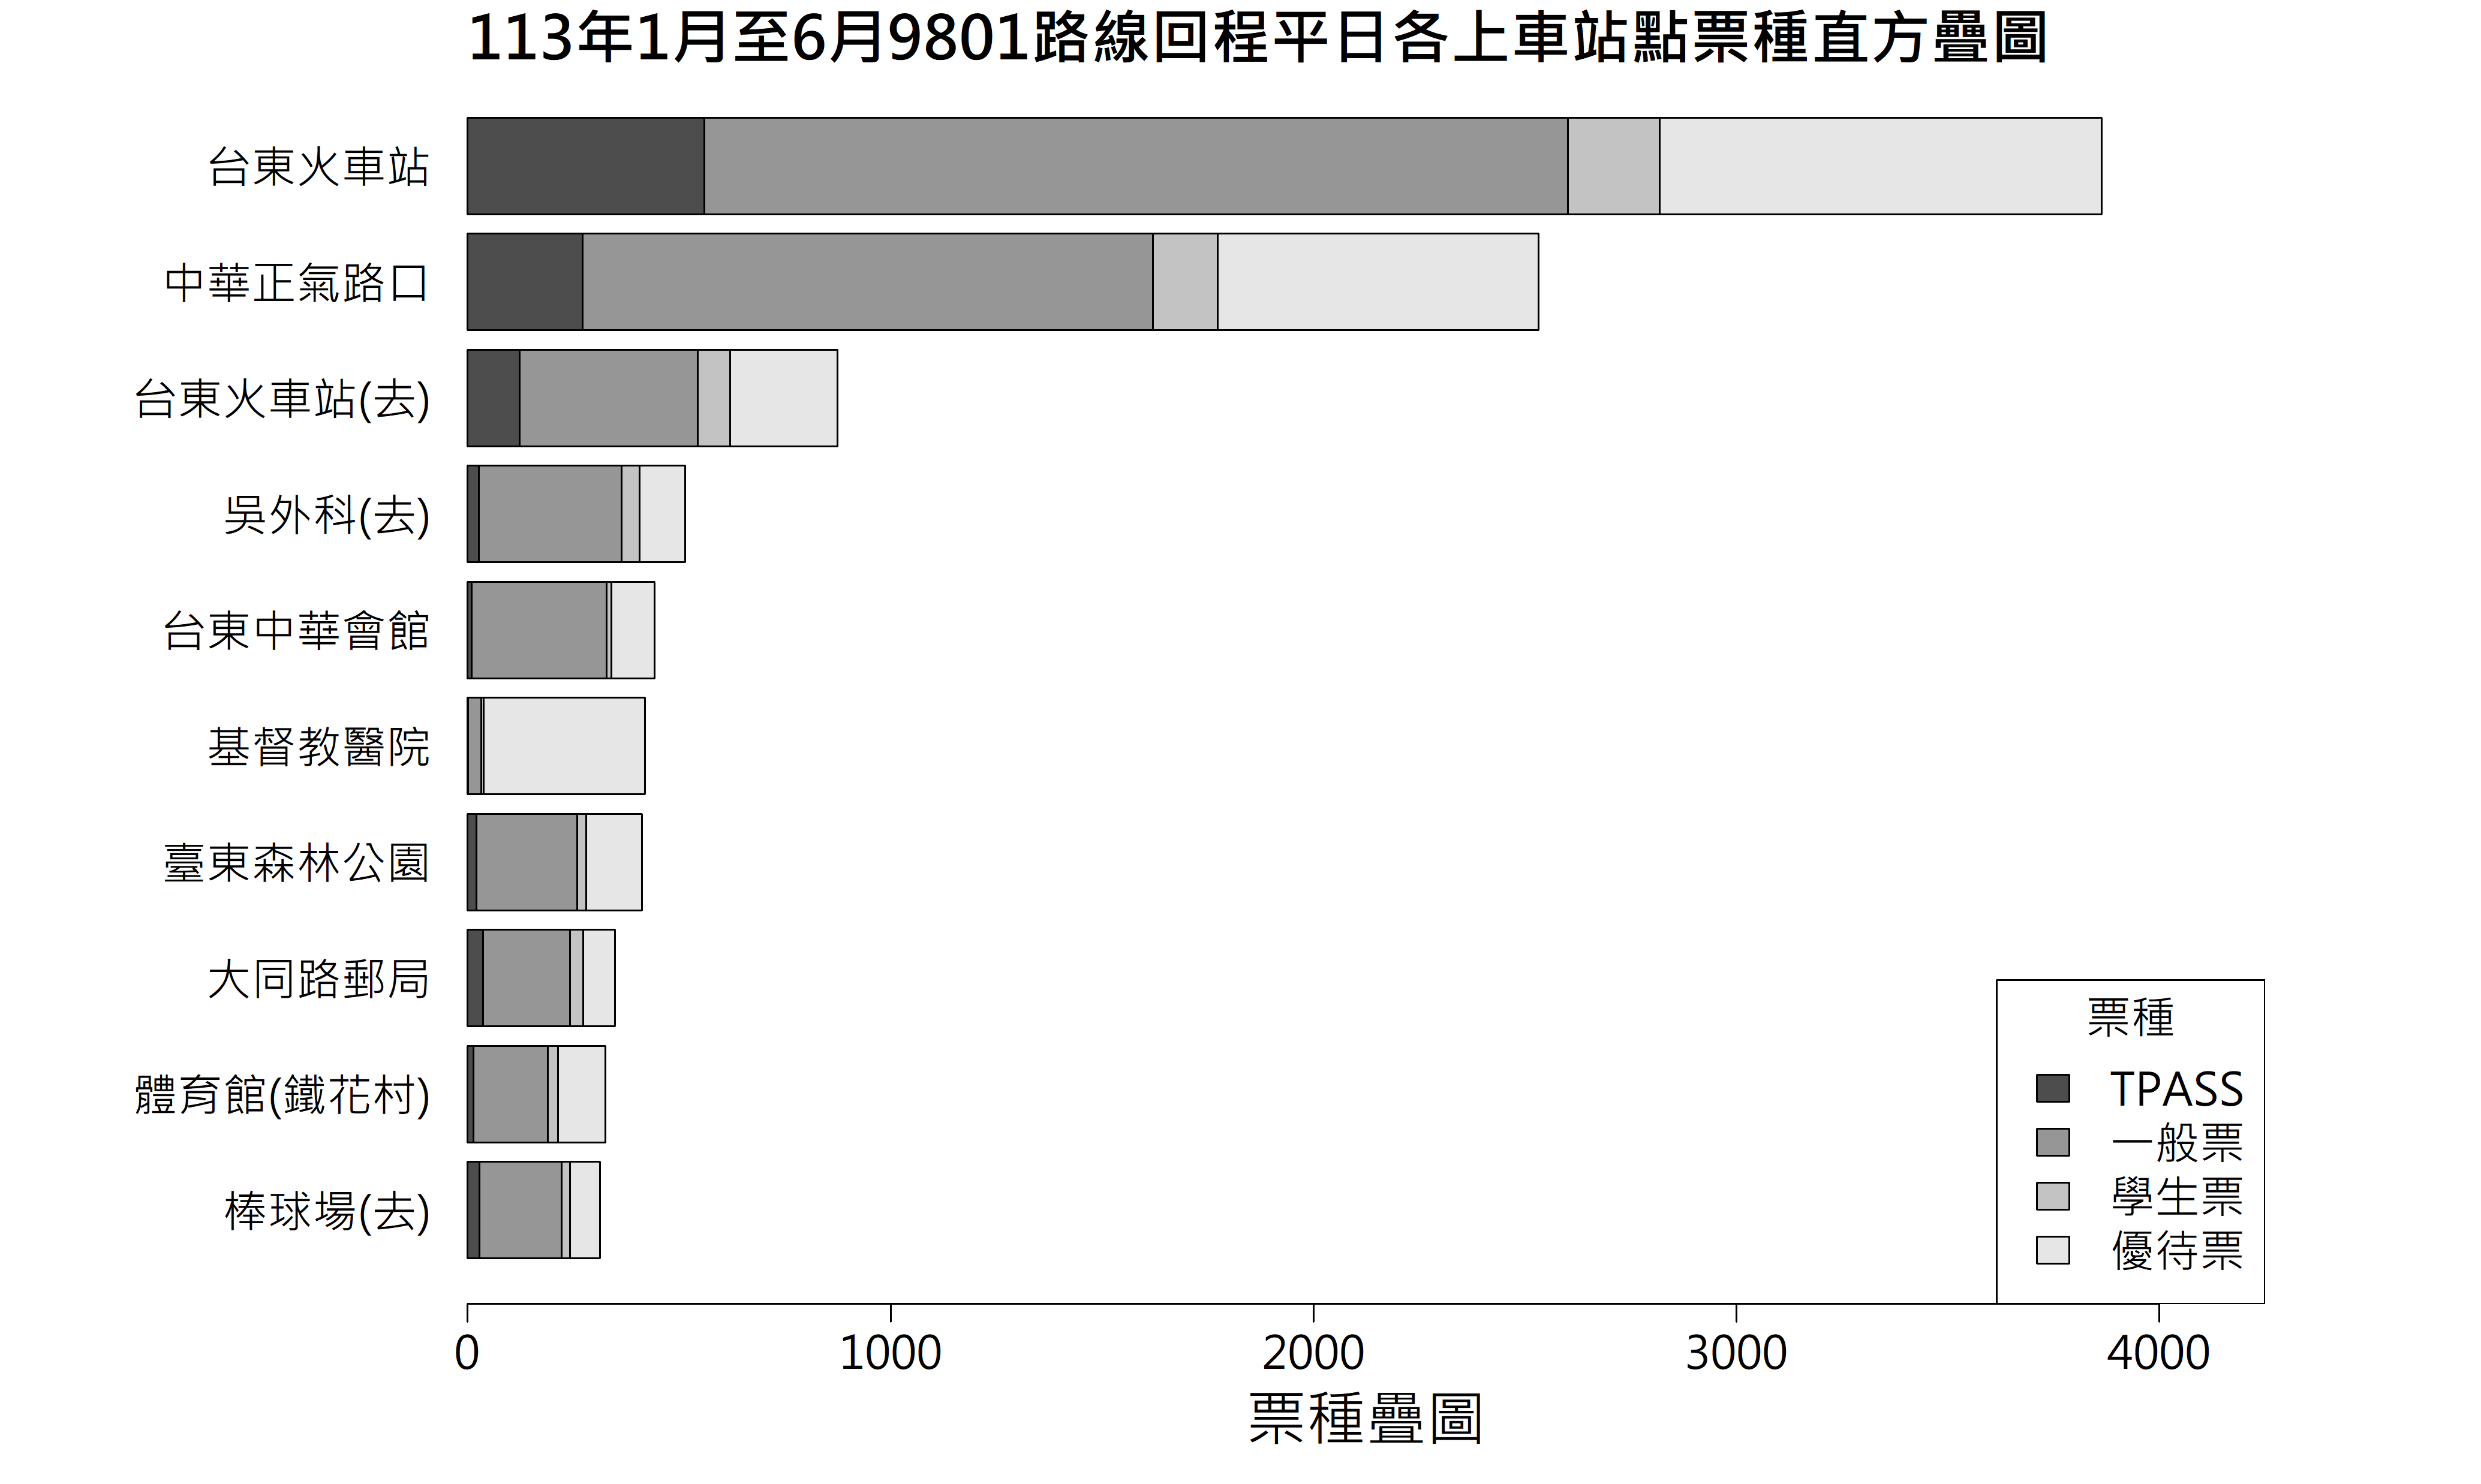 113年1月至6月9801路線回程平日各上車站點票種直方疊圖
台東火車站
中華正氣路口
台東火車站(去)
吳外科(去)
台東中華會館
基督教醫院
臺東森林公園
大同路郵局
體育館(鐵花村)
棒球場(去)
票種
TPASS
一般票
學生票
優待票
0 1000 2000 3000 4000
票種疊圖